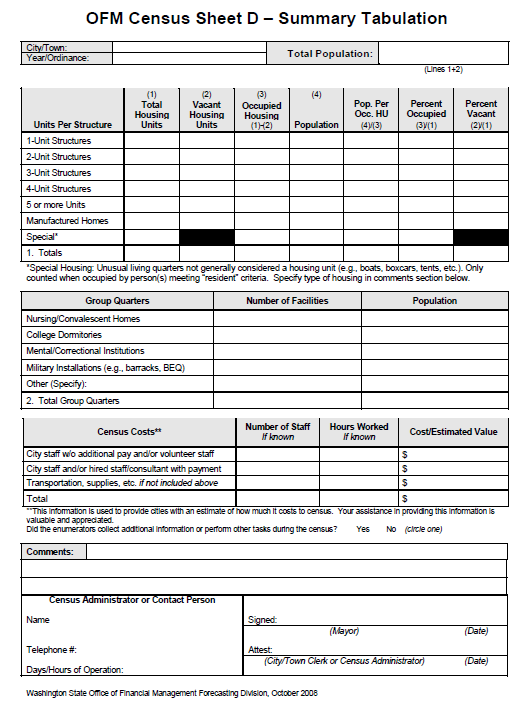 OFM Census Sheet D – Summary Tabulation
City/Town:
Year/Ordinance:
Total Population:
(Lines 1+2)
Units Per Structure
(1) Total Housing Units
(2) Vacant Housing Units
(3) Occupied Housing (1)-(2)
(4) Population
Pop. Per Occ. HU (4)/(3)
Percent Occupied (3)/(1)
Percent Vacant (2)/(1)
1-Unit Structures
2-Unit Structures
3-Unit Structures
4-Unit Structures
5 or more Units
Manufactured Homes
Special*
1. Totals
*Special Housing: Unusual living quarters not generally considered a housing unit (e.g., boats, boxcars, tents, etc.). Only
counted when occupied by person(s) meeting "resident" criteria. Specify type of housing in comments section below.
Group Quarters Number of Facilities Population
Nursing/Convalescent Homes
College Dormitories
Mental/Correctional Institutions
Military Installations (e.g., barracks, BEQ)
Other (Specify):
2. Total Group Quarters
Census Costs**
Number of Staff If known
Hours Worked If known
Cost/Estimated Value
City staff w/o additional pay and/or volunteer staff $
City staff and/or hired staff/consultant with payment $
Transportation, supplies, etc. if not included above $
Total $
**This information is used to provide cities with an estimate of how much it costs to census. Your assistance in providing this information is
valuable and appreciated.
Did the enumerators collect additional information or perform other tasks during the census? Yes No (circle one)
Comments:
Census Administrator or Contact Person
Name
Signed:
(Mayor) (Date)
Telephone #:
Attest:
(City/Town Clerk or Census Administrator) (Date)
Days/Hours of Operation:
Washington State Office of Financial Management Forecasting Division, October 2008